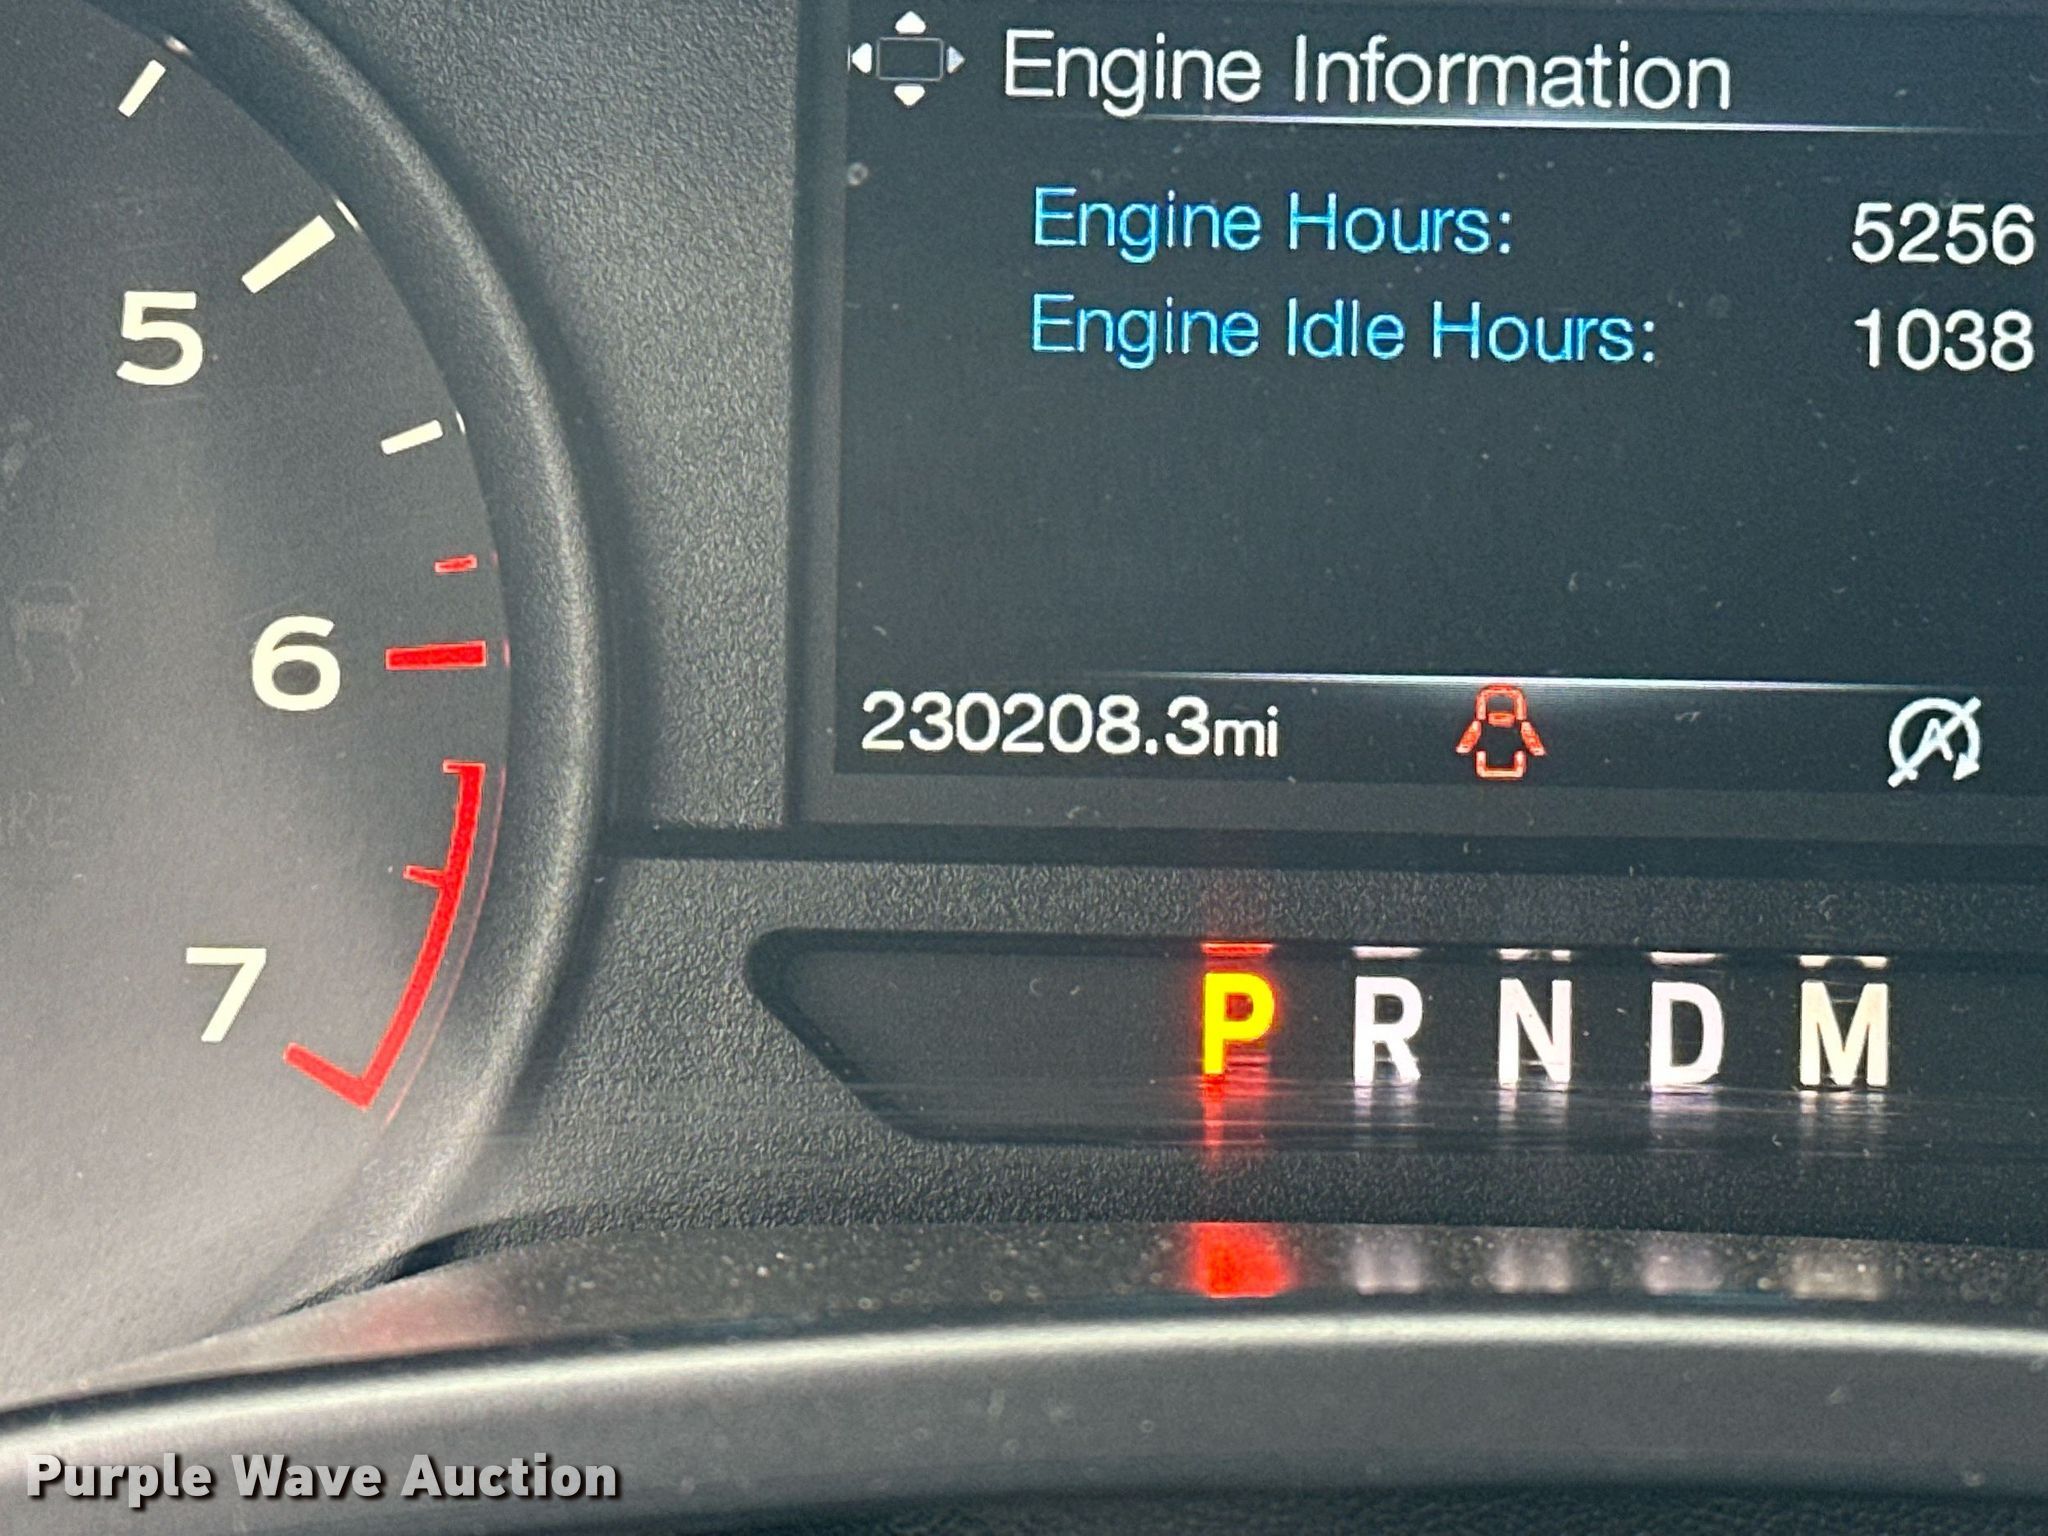 Engine Information
Engine Hours: 5256
Engine Idle Hours: 1038
5
6
7
230208.3mi
A
P R N D M
Purple Wave Auction